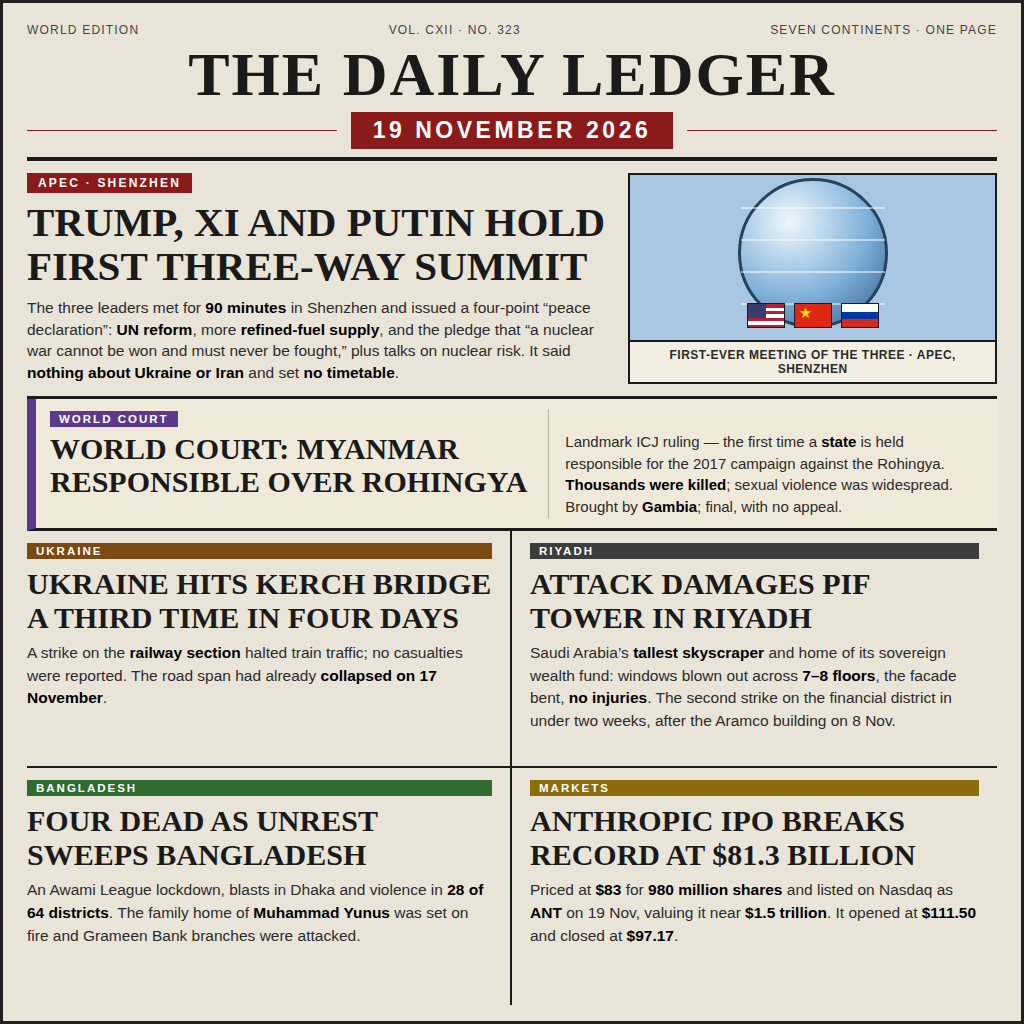 WORLD EDITION
VOL. CXII · NO. 323
SEVEN CONTINENTS · ONE PAGE
THE DAILY LEDGER
19 NOVEMBER 2026
APEC · SHENZHEN
TRUMP, XI AND PUTIN HOLD
FIRST THREE-WAY SUMMIT
The three leaders met for 90 minutes in Shenzhen and issued a four-point “peace
declaration”: UN reform, more refined-fuel supply, and the pledge that “a nuclear
war cannot be won and must never be fought,” plus talks on nuclear risk. It said
nothing about Ukraine or Iran and set no timetable.
FIRST-EVER MEETING OF THE THREE · APEC,
SHENZHEN
WORLD COURT
WORLD COURT: MYANMAR
RESPONSIBLE OVER ROHINGYA
Landmark ICJ ruling — the first time a state is held
responsible for the 2017 campaign against the Rohingya.
Thousands were killed; sexual violence was widespread.
Brought by Gambia; final, with no appeal.
UKRAINE
UKRAINE HITS KERCH BRIDGE
A THIRD TIME IN FOUR DAYS
A strike on the railway section halted train traffic; no casualties
were reported. The road span had already collapsed on 17
November.
RIYADH
ATTACK DAMAGES PIF
TOWER IN RIYADH
Saudi Arabia’s tallest skyscraper and home of its sovereign
wealth fund: windows blown out across 7–8 floors, the facade
bent, no injuries. The second strike on the financial district in
under two weeks, after the Aramco building on 8 Nov.
BANGLADESH
FOUR DEAD AS UNREST
SWEEPS BANGLADESH
An Awami League lockdown, blasts in Dhaka and violence in 28 of
64 districts. The family home of Muhammad Yunus was set on
fire and Grameen Bank branches were attacked.
MARKETS
ANTHROPIC IPO BREAKS
RECORD AT $81.3 BILLION
Priced at $83 for 980 million shares and listed on Nasdaq as
ANT on 19 Nov, valuing it near $1.5 trillion. It opened at $111.50
and closed at $97.17.